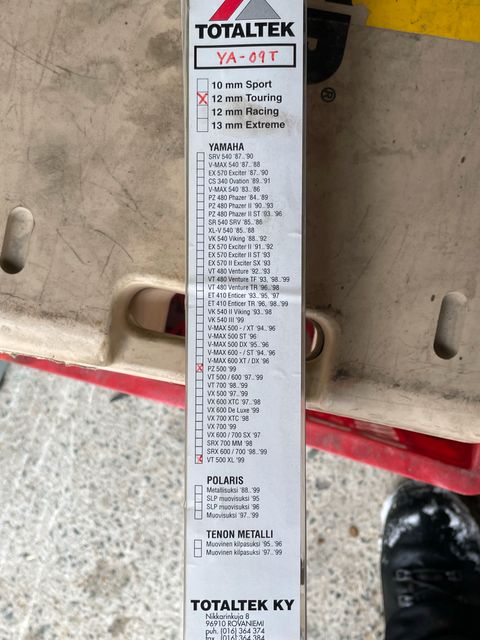 TOTALTEK
YA-09T
10 mm Sport
X 12 mm Touring
12 mm Racing
13 mm Extreme
YAMAHA
SRV 540 '87..'90
V-MAX 540 '87..'88
EX 570 Exciter '87..'90
CS 340 Ovation '89..'91
V-MAX 540 '83..'86
PZ 480 Phazer '84..'89
PZ 480 Phazer II '90..'93
PZ 480 Phazer II ST '93..'96
SR 540 SRV '85..'86
XL-V 540 '85..'88
VK 540 Viking '88..'92
EX 570 Exciter II '91..'92
EX 570 Exciter II ST '93
EX 570 II Exciter SX '93
VT 480 Venture '92..'93
VT 480 Venture TF '93, '98..'99
VT 480 Venture TR '96..'98
ET 410 Enticer '93..'95, '97
ET 410 Enticer TR '96, '98..'99
VK 540 II Viking '93..'98
VK 540 III '99
V-MAX 500 -/ XT '94..'96
V-MAX 500 ST '96
V-MAX 500 DX '95..'96
V-MAX 600 -/ ST '94..'96
V-MAX 600 XT / DX '96
X PZ 500 '99
VT 500 / 600 '97..'99
VT 700 '98..'99
VX 500 '97..'99
VX 600 XTC '97..'98
VX 600 De Luxe '99
VX 700 XTC '98
VX 700 '99
VX 600 / 700 SX '97
SRX 700 MM '98
SRX 600 / 700 '98..'99
X VT 500 XL '99
POLARIS
Metallisuksi '88..'99
SLP muovisuksi '95
SLP muovisuksi '96
Muovisuksi '97..'99
TENON METALLI
Muovinen kilpasuksi '95..'96
Muovinen kilpasuksi '97..'99
TOTALTEK KY
Nikkarinkuja 8
96910 ROVANIEMI
puh. (016) 364 374
®